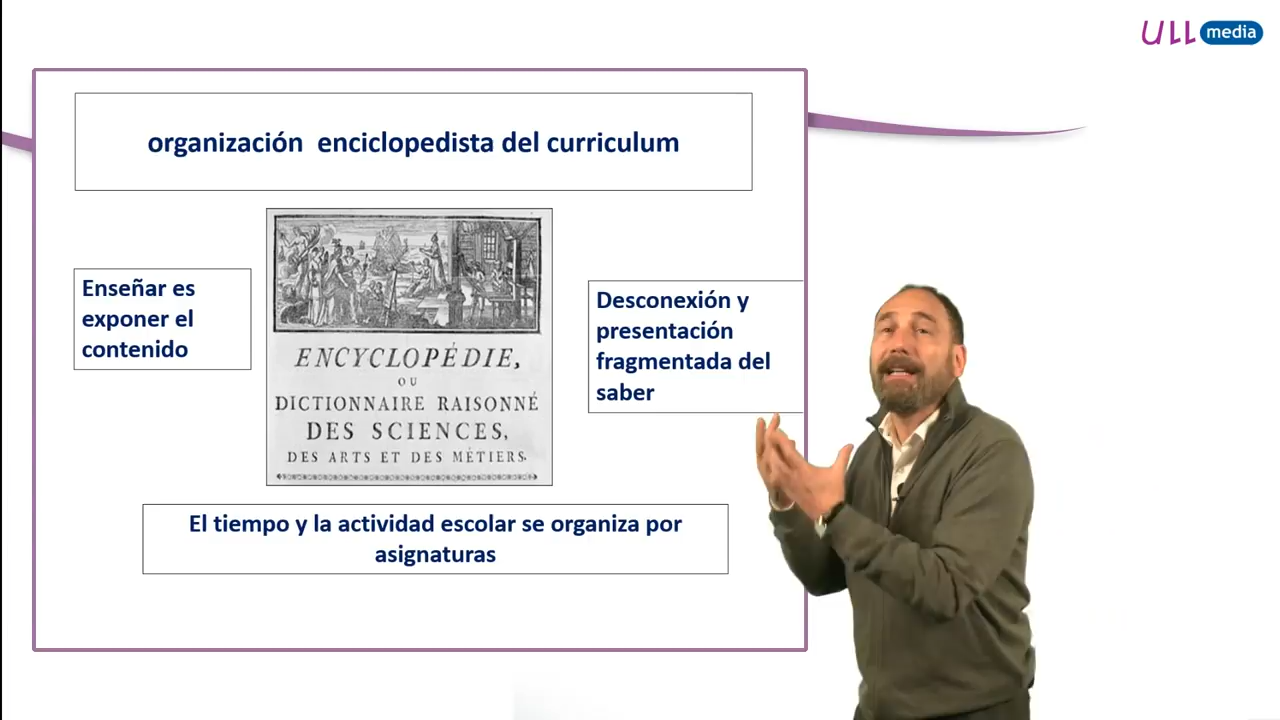 ULL media
organización enciclopedista del curriculum
Enseñar es
exponer el
contenido
ENCYCLOPÉDIE,
OU
DICTIONNAIRE RAISONNÉ
DES SCIENCES,
DES ARTS ET DES MÉTIERS.
Desconexión y
presentación
fragmentada del
saber
El tiempo y la actividad escolar se organiza por
asignaturas